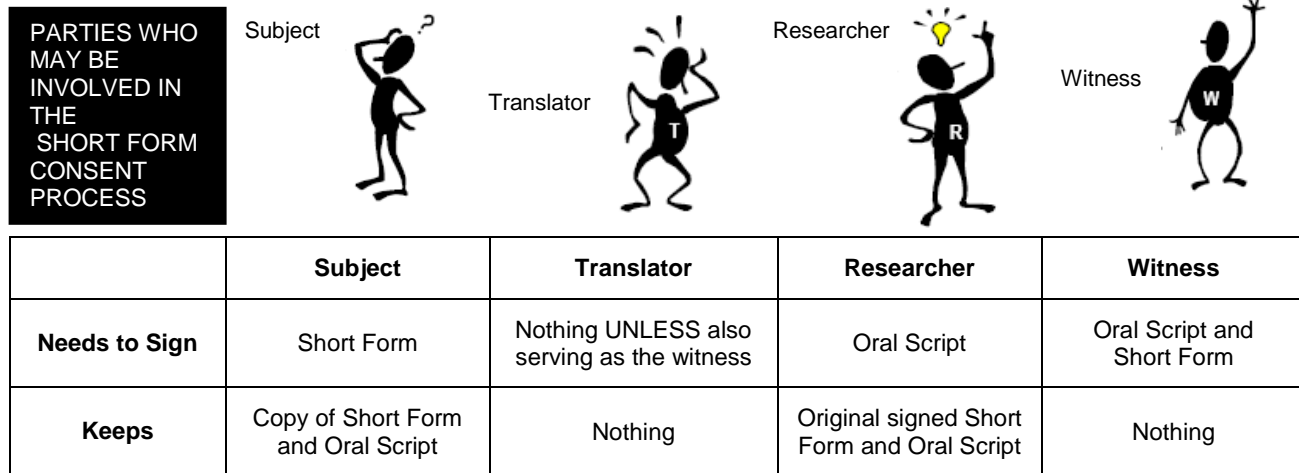 PARTIES WHO
MAY BE
INVOLVED IN
THE
SHORT FORM
CONSENT
PROCESS
Subject
?
Translator
T
Researcher
R
Witness
W
Subject Translator Researcher Witness
Needs to Sign
Short Form
Nothing UNLESS also
serving as the witness
Oral Script
Oral Script and
Short Form
Keeps
Copy of Short Form
and Oral Script
Nothing
Original signed Short
Form and Oral Script
Nothing